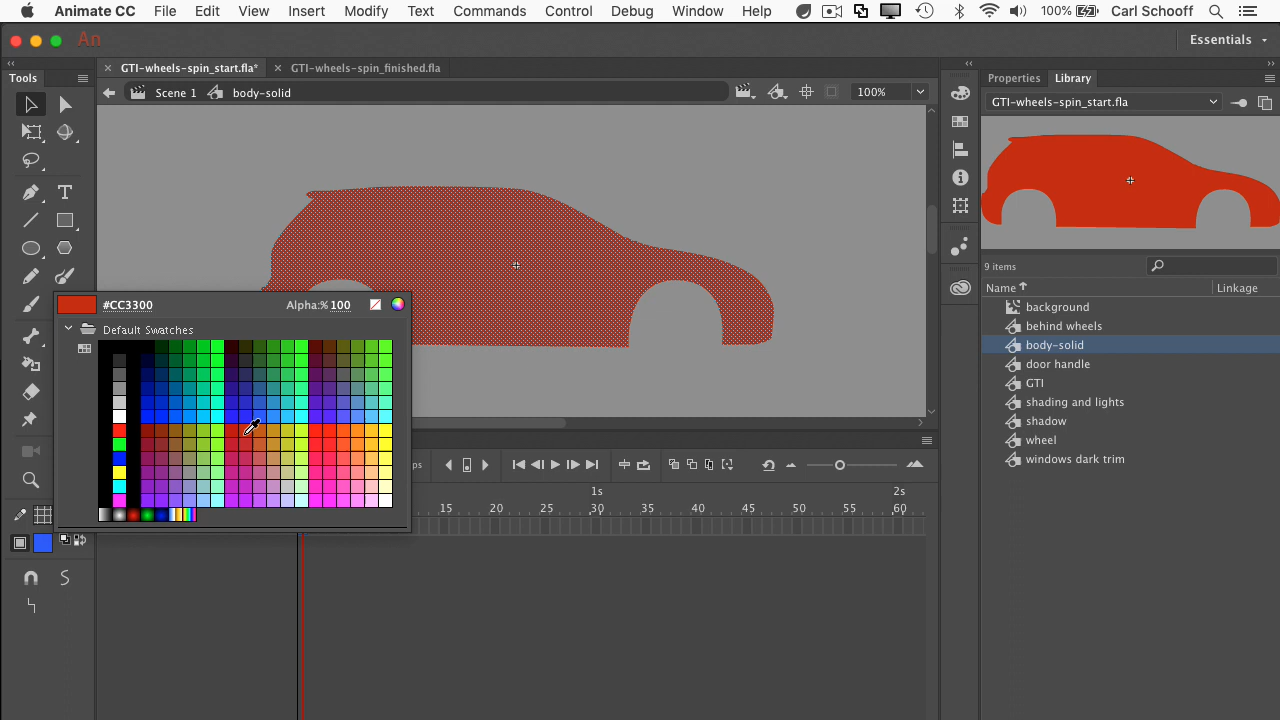 Animate CC File Edit View Insert Modify Text Commands Control Debug Window Help 100% Carl Schooff
An Essentials
Tools
GTI-wheels-spin_start.fla* GTI-wheels-spin_finished.fla
Scene 1 body-solid 100%
Properties Library
GTI-wheels-spin_start.fla
9 items
Name Linkage
background
behind wheels
body-solid
door handle
GTI
shading and lights
shadow
wheel
windows dark trim
#CC3300 Alpha:% 100
Default Swatches
ps
1s 2s
15 20 25 30 35 40 45 50 55 60